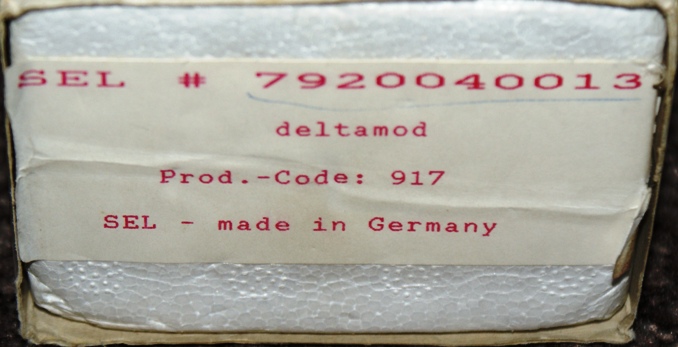 SEL # 7920040013
deltamod
Prod.-Code: 917
SEL - made in Germany